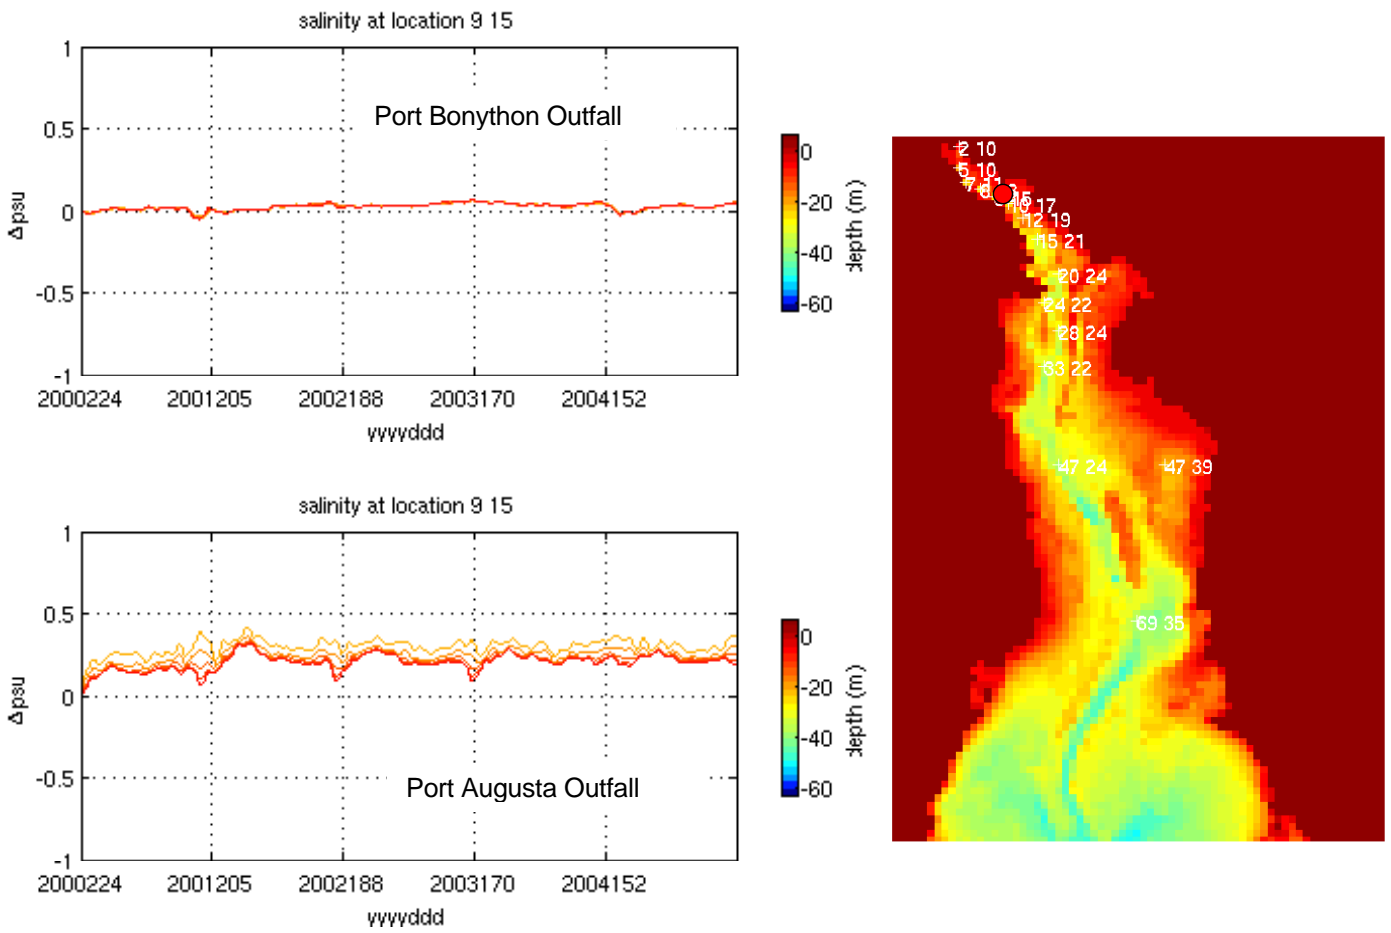 salinity at location 9 15
1
0.5
0
-0.5
-1
Δpsu
Port Bonython Outfall
2000224 2001205 2002188 2003170 2004152
yyyyddd
0
-20
-40
-60
depth (m)
salinity at location 9 15
1
0.5
0
-0.5
-1
Δpsu
Port Augusta Outfall
2000224 2001205 2002188 2003170 2004152
yyyyddd
0
-20
-40
-60
depth (m)
2 10
5 10
7 11
15
17
12 19
15 21
20 24
24 22
28 24
33 22
47 24
47 39
69 35